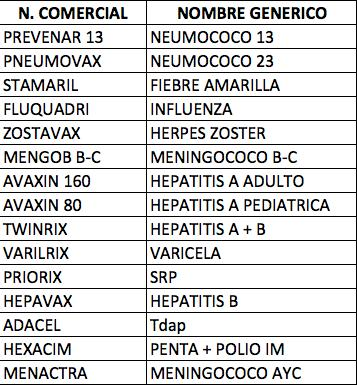 N. COMERCIAL NOMBRE GENERICO
PREVENAR 13 NEUMOCOCO 13
PNEUMOVAX NEUMOCOCO 23
STAMARIL FIEBRE AMARILLA
FLUQUADRI INFLUENZA
ZOSTAVAX HERPES ZOSTER
MENGOB B-C MENINGOCOCO B-C
AVAXIN 160 HEPATITIS A ADULTO
AVAXIN 80 HEPATITIS A PEDIATRICA
TWINRIX HEPATITIS A + B
VARILRIX VARICELA
PRIORIX SRP
HEPAVAX HEPATITIS B
ADACEL Tdap
HEXACIM PENTA + POLIO IM
MENACTRA MENINGOCOCO AYC